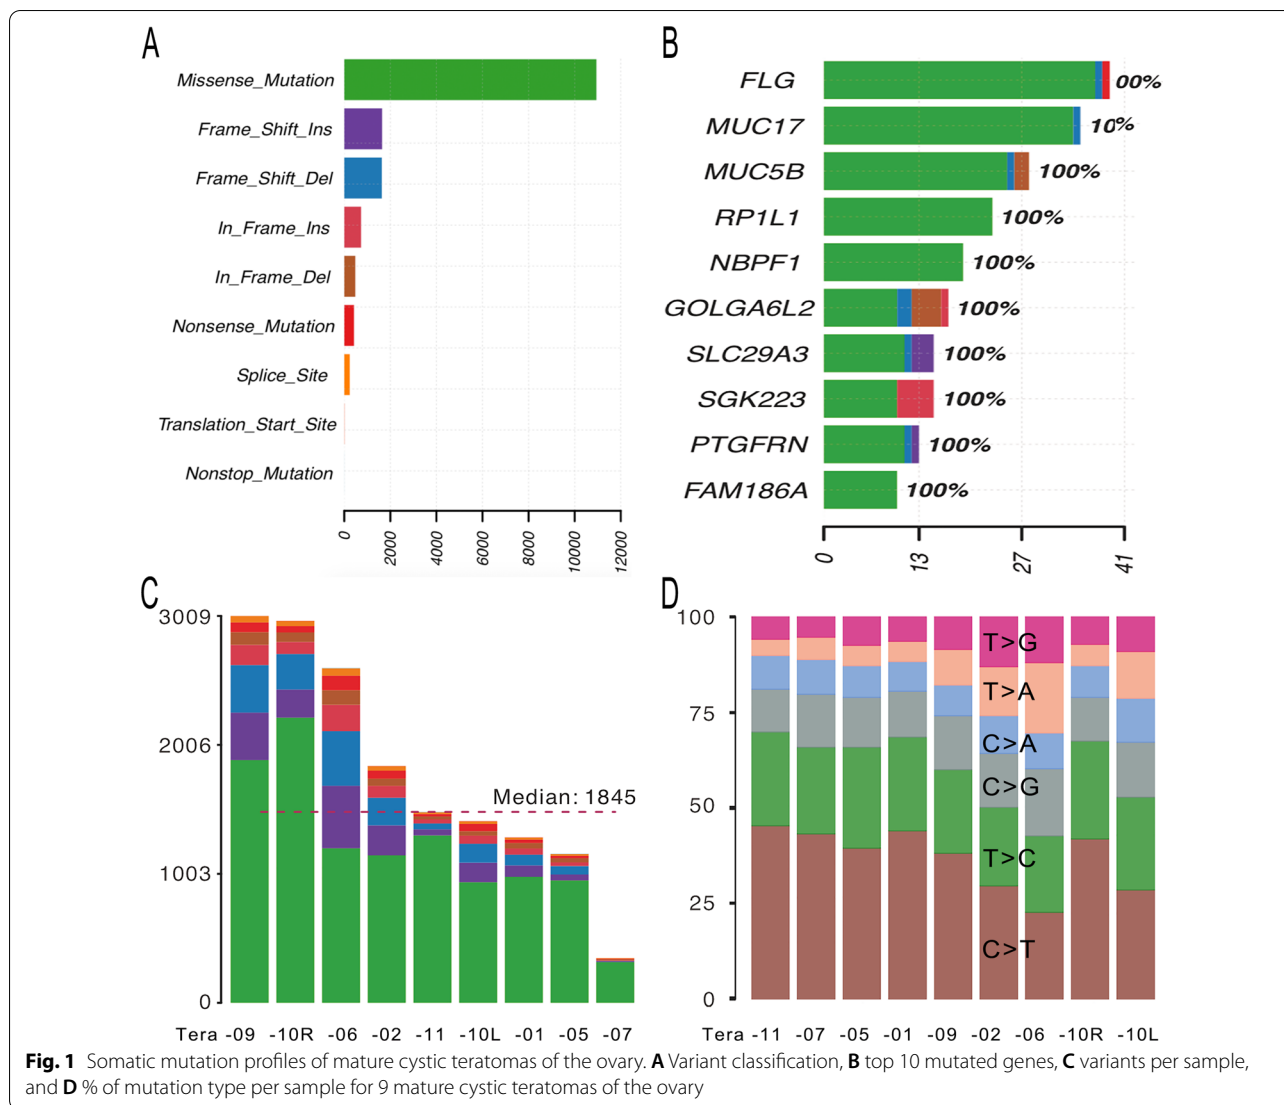 A
Missense_Mutation
Frame_Shift_Ins
Frame_Shift_Del
In_Frame_Ins
In_Frame_Del
Nonsense_Mutation
Splice_Site
Translation_Start_Site
Nonstop_Mutation
0 2000 4000 6000 8000 10000 12000
B
FLG 00%
MUC17 10%
MUC5B 100%
RP1L1 100%
NBPF1 100%
GOLGA6L2 100%
SLC29A3 100%
SGK223 100%
PTGFRN 100%
FAM186A 100%
0 13 27 41
C
3009
2006
Median: 1845
1003
0
Tera -09 -10R -06 -02 -11 -10L -01 -05 -07
D
100
T>G
T>A
75
C>A
C>G
50
T>C
25
C>T
0
Tera -11 -07 -05 -01 -09 -02 -06 -10R -10L
Fig. 1 Somatic mutation profiles of mature cystic teratomas of the ovary. A Variant classification, B top 10 mutated genes, C variants per sample,
and D % of mutation type per sample for 9 mature cystic teratomas of the ovary